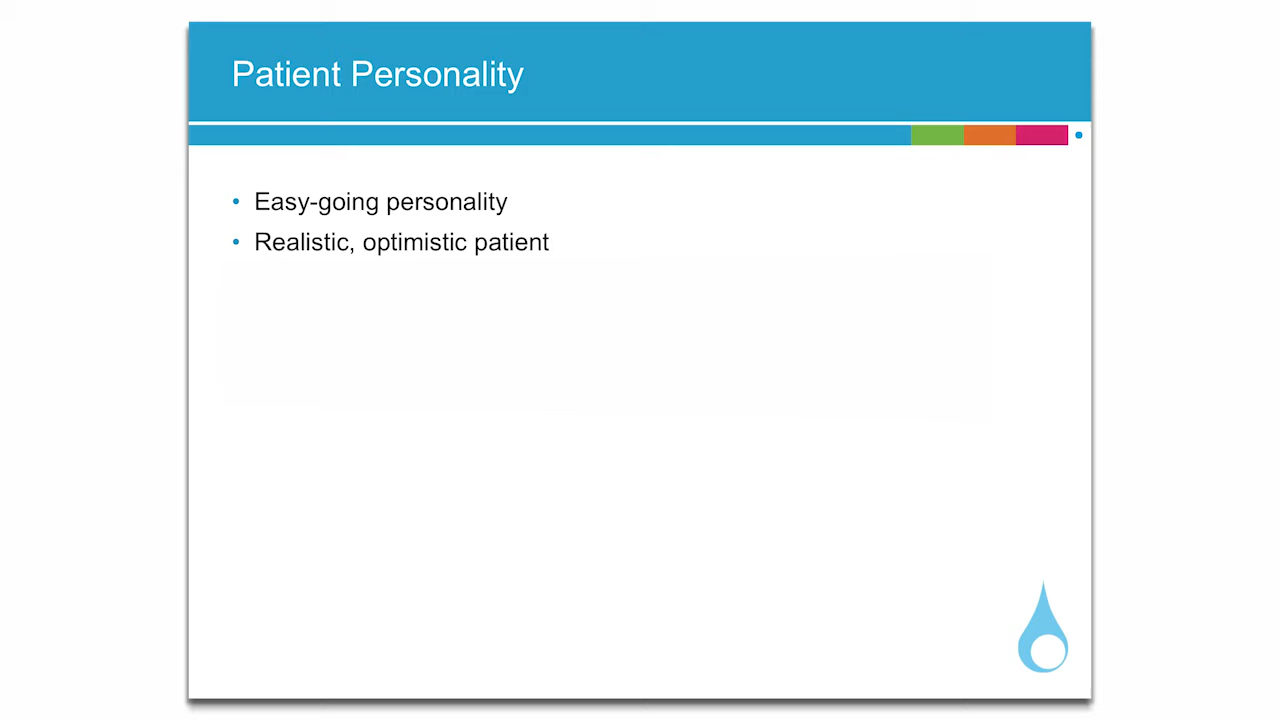 Patient Personality
• Easy-going personality
• Realistic, optimistic patient